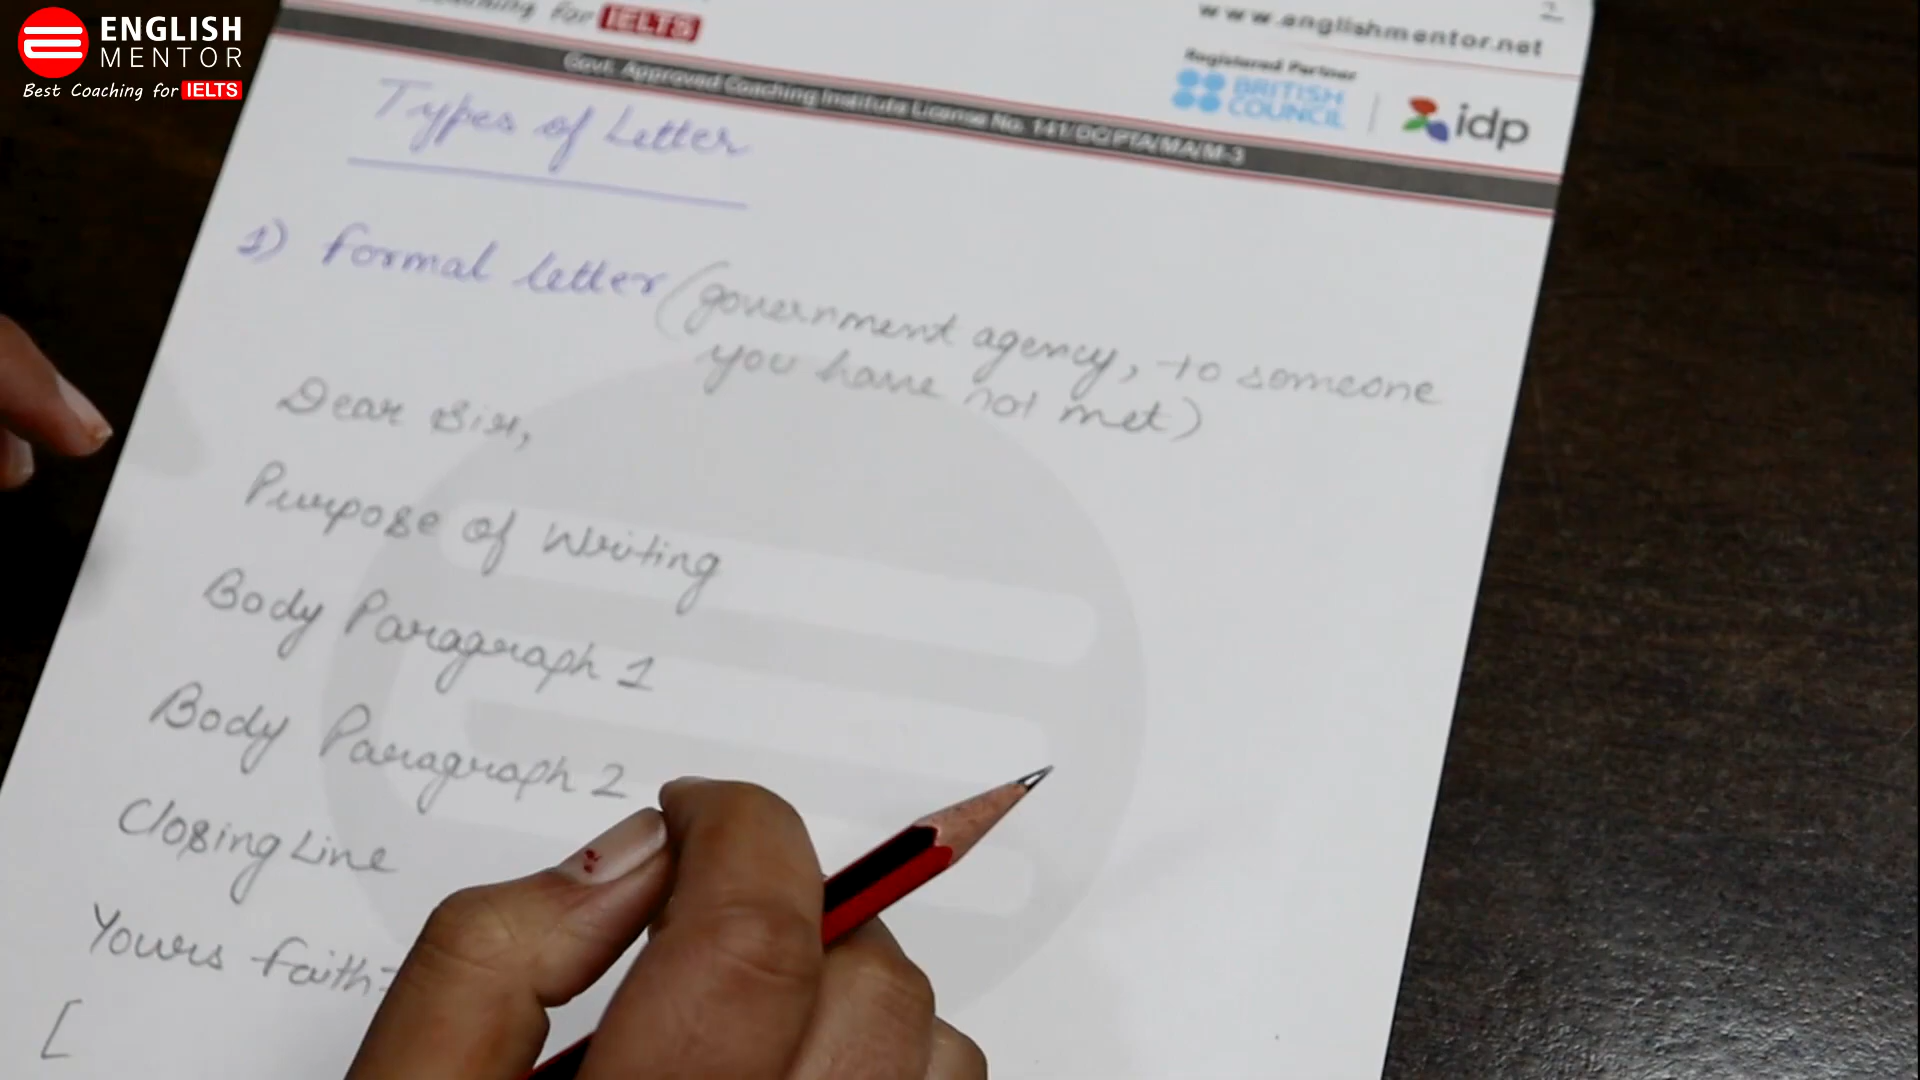 ENGLISH
MENTOR
Best Coaching for IELTS
Coaching for IELTS
www.englishmentor.net
2
Registered Partner
BRITISH
COUNCIL
idp
Govt. Approved Coaching Institute License No. 141/DC/PTA/MA/M-3
Types of Letter
1) Formal letter (government agency, to someone
you have not met)
Dear Sir,
Purpose of Writing
Body Paragraph 1
Body Paragraph 2
Closing Line
Yours faith
[